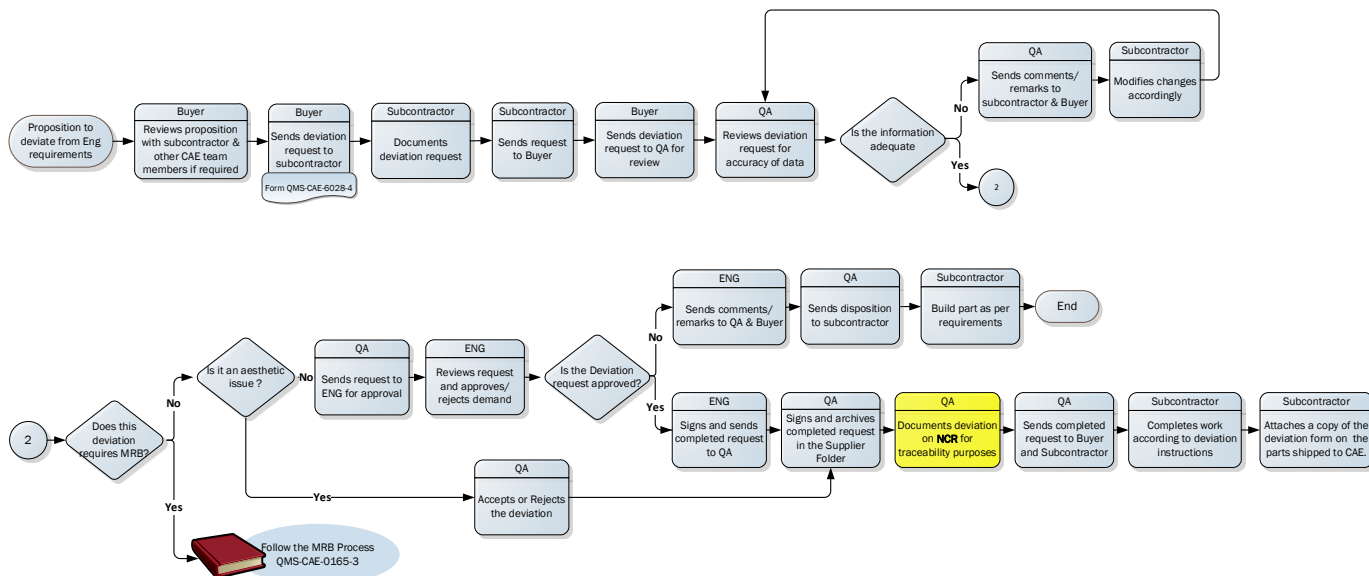 Proposition to
deviate from Eng
requirements
Buyer
Reviews proposition
with subcontractor &
other CAE team
members if required
Buyer
Sends deviation
request to
subcontractor
Form QMS-CAE-6028-4
Subcontractor
Documents
deviation request
Subcontractor
Sends request
to Buyer
Buyer
Sends deviation
request to QA for
review
QA
Reviews deviation
request for
accuracy of data
Is the information
adequate
No
QA
Sends comments/
remarks to
subcontractor & Buyer
Subcontractor
Modifies changes
accordingly
Yes
2
2
Does this
deviation
requires MRB?
No
Is it an aesthetic
issue ?
No
QA
Sends request to
ENG for approval
ENG
Reviews request
and approves/
rejects demand
Is the Deviation
request approved?
No
ENG
Sends comments/
remarks to QA & Buyer
QA
Sends disposition
to subcontractor
Subcontractor
Build part as per
requirements
End
Yes
ENG
Signs and sends
completed request
to QA
QA
Signs and archives
completed request
in the Supplier
Folder
QA
Documents deviation
on NCR for
traceability purposes
QA
Sends completed
request to Buyer
and Subcontractor
Subcontractor
Completes work
according to deviation
instructions
Subcontractor
Attaches a copy of the
deviation form on the
parts shipped to CAE.
Yes
QA
Accepts or Rejects
the deviation
Yes
Follow the MRB Process
QMS-CAE-0165-3